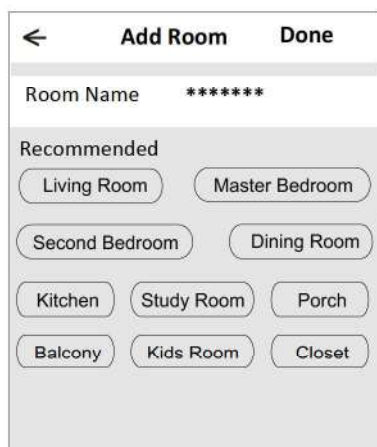 Add Room Done
Room Name *******
Recommended
Living Room Master Bedroom
Second Bedroom Dining Room
Kitchen Study Room Porch
Balcony Kids Room Closet